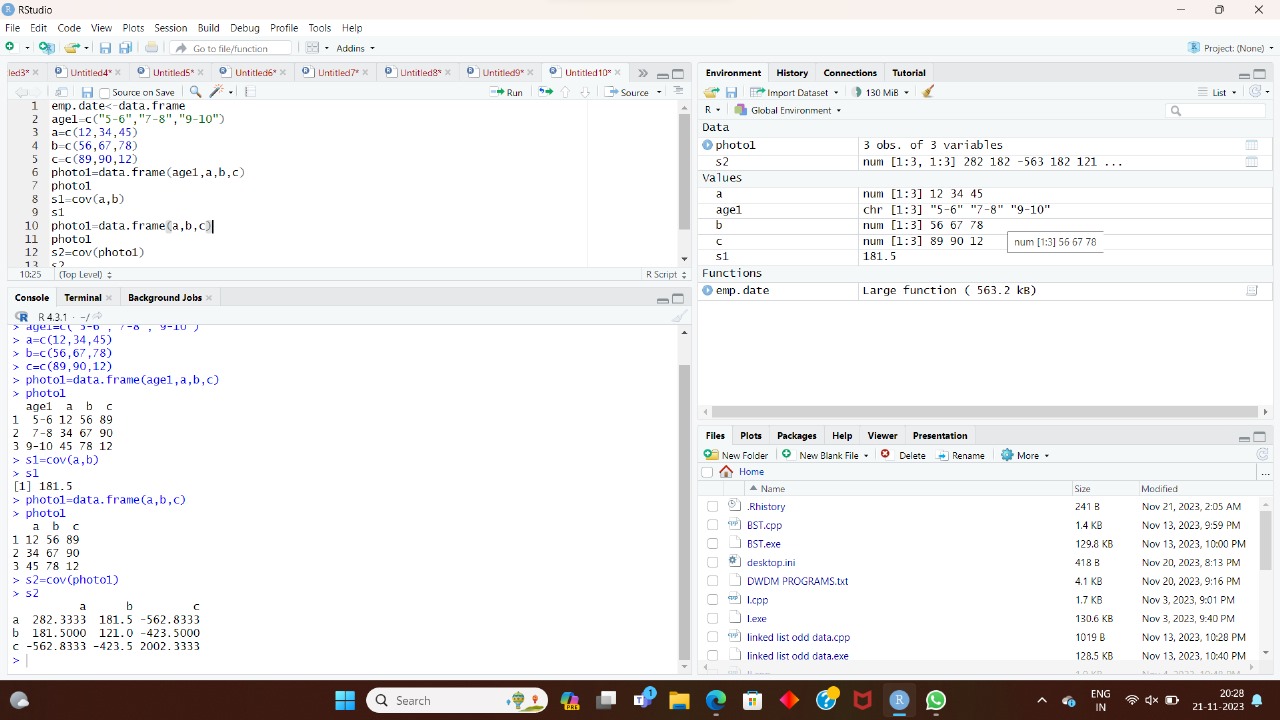 RStudio
File Edit Code View Plots Session Build Debug Profile Tools Help
Go to file/function Addins Project: (None)
led3* Untitled4* Untitled5* Untitled6* Untitled7* Untitled8* Untitled9* Untitled10*
Source on Save Run Source
1 emp.date<-data.frame
2 age1=c("5-6","7-8","9-10")
3 a=c(12,34,45)
4 b=c(56,67,78)
5 c=c(89,90,12)
6 photo1=data.frame(age1,a,b,c)
7 photo1
8 s1=cov(a,b)
9 s1
10 photo1=data.frame(a,b,c)
11 photo1
12 s2=cov(photo1)
13 s2
10:25 (Top Level) R Script
Console Terminal Background Jobs
R 4.3.1 · ~/
> age1=c("5-6","7-8","9-10")
> a=c(12,34,45)
> b=c(56,67,78)
> c=c(89,90,12)
> photo1=data.frame(age1,a,b,c)
> photo1
age1 a b c
1 5-6 12 56 89
2 7-8 34 67 90
3 9-10 45 78 12
> s1=cov(a,b)
> s1
[1] 181.5
> photo1=data.frame(a,b,c)
> photo1
a b c
1 12 56 89
2 34 67 90
3 45 78 12
> s2=cov(photo1)
> s2
a b c
a 282.3333 181.5 -562.8333
b 181.5000 121.0 -423.5000
c -562.8333 -423.5 2002.3333
>
Environment History Connections Tutorial
Import Dataset 130 MiB List
R Global Environment
Data
photo1 3 obs. of 3 variables
s2 num [1:3, 1:3] 282 182 -563 182 121 ...
Values
a num [1:3] 12 34 45
age1 chr [1:3] "5-6" "7-8" "9-10"
b num [1:3] 56 67 78
c num [1:3] 89 90 12
num [1:3] 56 67 78
s1 181.5
Functions
emp.date Large function ( 563.2 kB)
Files Plots Packages Help Viewer Presentation
New Folder New Blank File Delete Rename More
Home ...
Name Size Modified
.Rhistory 241 B Nov 21, 2023, 2:05 AM
BST.cpp 1.4 KB Nov 13, 2023, 9:59 PM
BST.exe 129.8 KB Nov 13, 2023, 10:00 PM
desktop.ini 418 B Nov 20, 2023, 8:13 PM
DWDM PROGRAMS.txt 4.1 KB Nov 20, 2023, 9:16 PM
l.cpp 1.7 KB Nov 3, 2023, 9:01 PM
l.exe 130.6 KB Nov 3, 2023, 9:40 PM
linked list odd data.cpp 1019 B Nov 13, 2023, 10:28 PM
linked list odd data.exe 128.5 KB Nov 13, 2023, 10:40 PM
Search PRE 1 ENG IN 20:28
21-11-2023